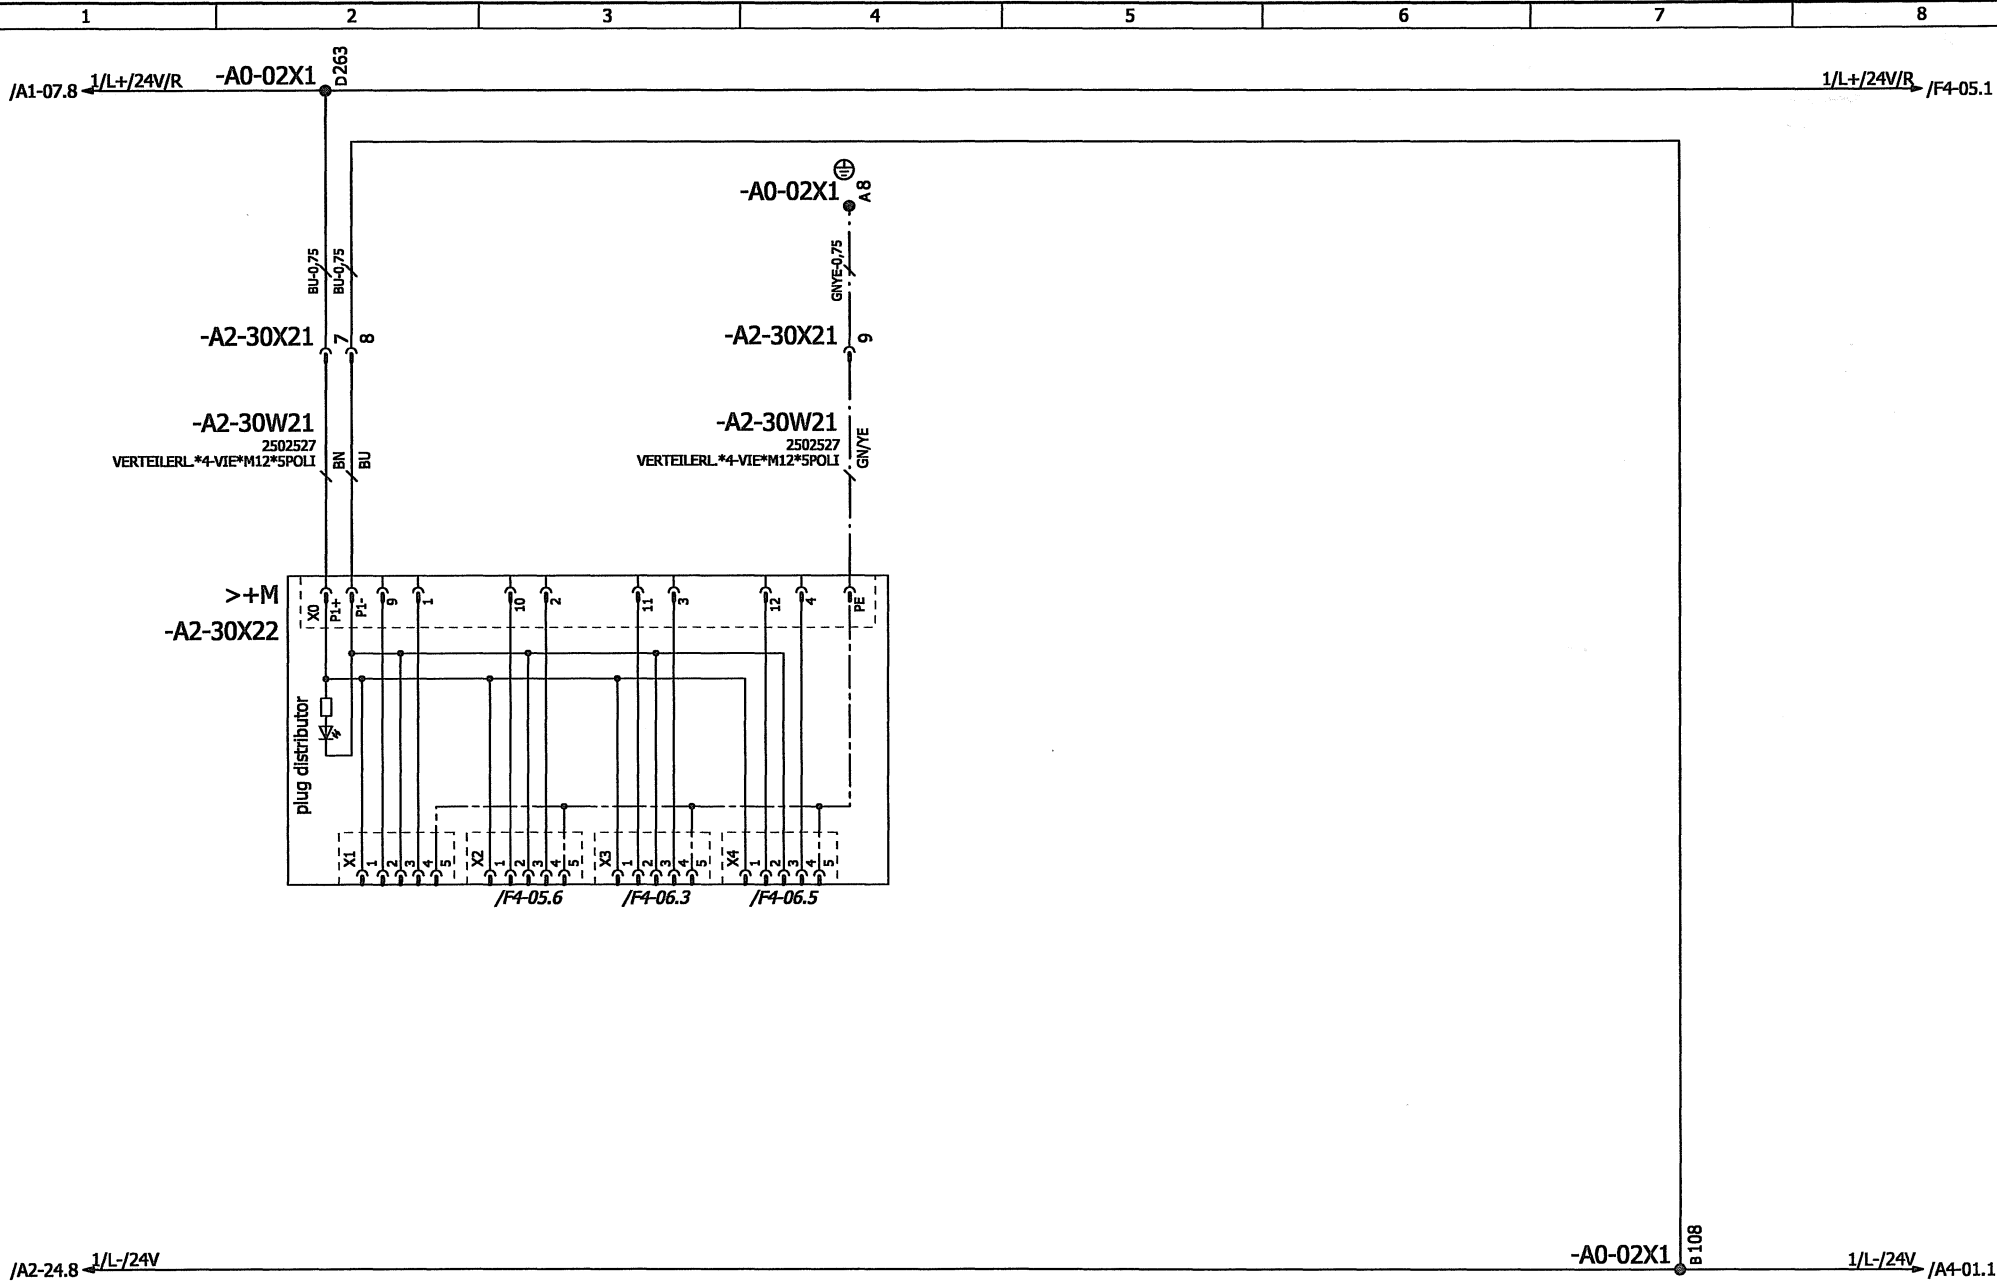 1 2 3 4 5 6 7 8
/A1-07.8 1/L+/24V/R -A0-02X1 D263 1/L+/24V/R /F4-05.1
-A0-02X1 A8
BU-0,75 BU-0,75 GNYE-0,75
-A2-30X21 7 8 -A2-30X21 9
-A2-30W21 -A2-30W21
2502527 2502527
VERTEILERL.*4-VIE*M12*5POLI BN BU VERTEILERL.*4-VIE*M12*5POLI GN/YE
>+M X0 P1+ P1- 9 1 10 2 11 3 12 4 PE
-A2-30X22
plug distributor
X1 1 2 3 4 5 X2 1 2 3 4 5 X3 1 2 3 4 5 X4 1 2 3 4 5
/F4-05.6 /F4-06.3 /F4-06.5
/A2-24.8 1/L-/24V -A0-02X1 B108 1/L-/24V /A4-01.1